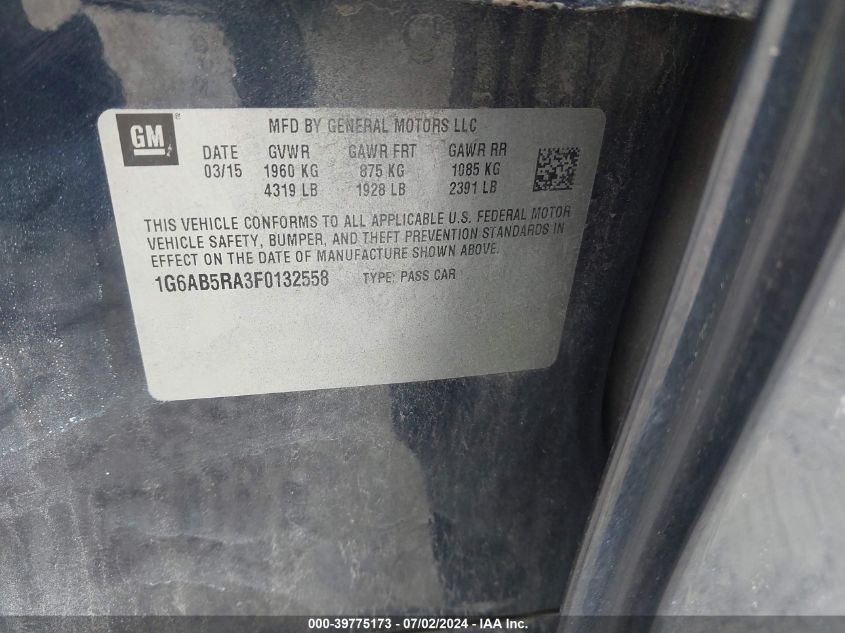 GM
MFD BY GENERAL MOTORS LLC
DATE GVWR GAWR FRT GAWR RR
03/15 1960 KG 875 KG 1085 KG
4319 LB 1928 LB 2391 LB
THIS VEHICLE CONFORMS TO ALL APPLICABLE U.S. FEDERAL MOTOR
VEHICLE SAFETY, BUMPER, AND THEFT PREVENTION STANDARDS IN
EFFECT ON THE DATE OF MANUFACTURE SHOWN ABOVE.
1G6AB5RA3F0132558 TYPE: PASS CAR
000-39775173 - 07/02/2024 - IAA Inc.